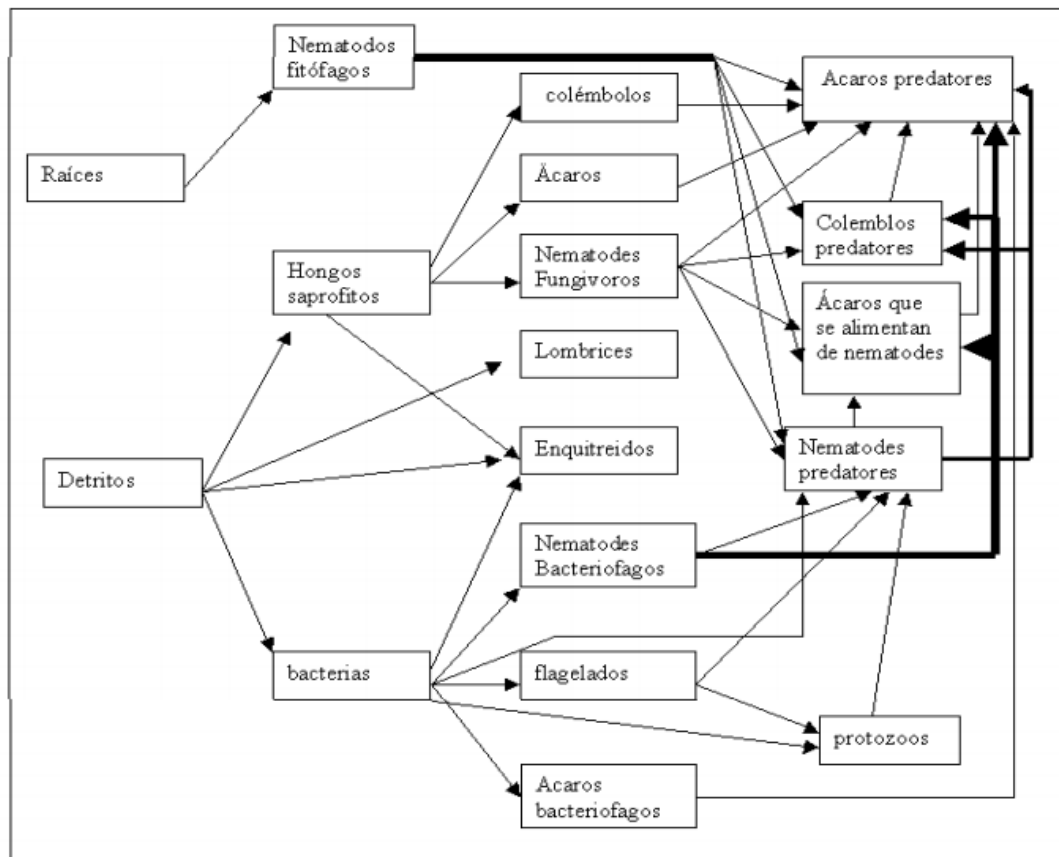 Nematodos
fitófagos
Raíces
Hongos
saprofitos
Detritos
bacterias
colémbolos
Äcaros
Nematodes
Fungivoros
Lombrices
Enquitreidos
Nematodes
Bacteriofagos
flagelados
Acaros
bacteriofagos
Acaros predatores
Colemblos
predatores
Ácaros que
se alimentan
de nematodes
Nematodes
predatores
protozoos